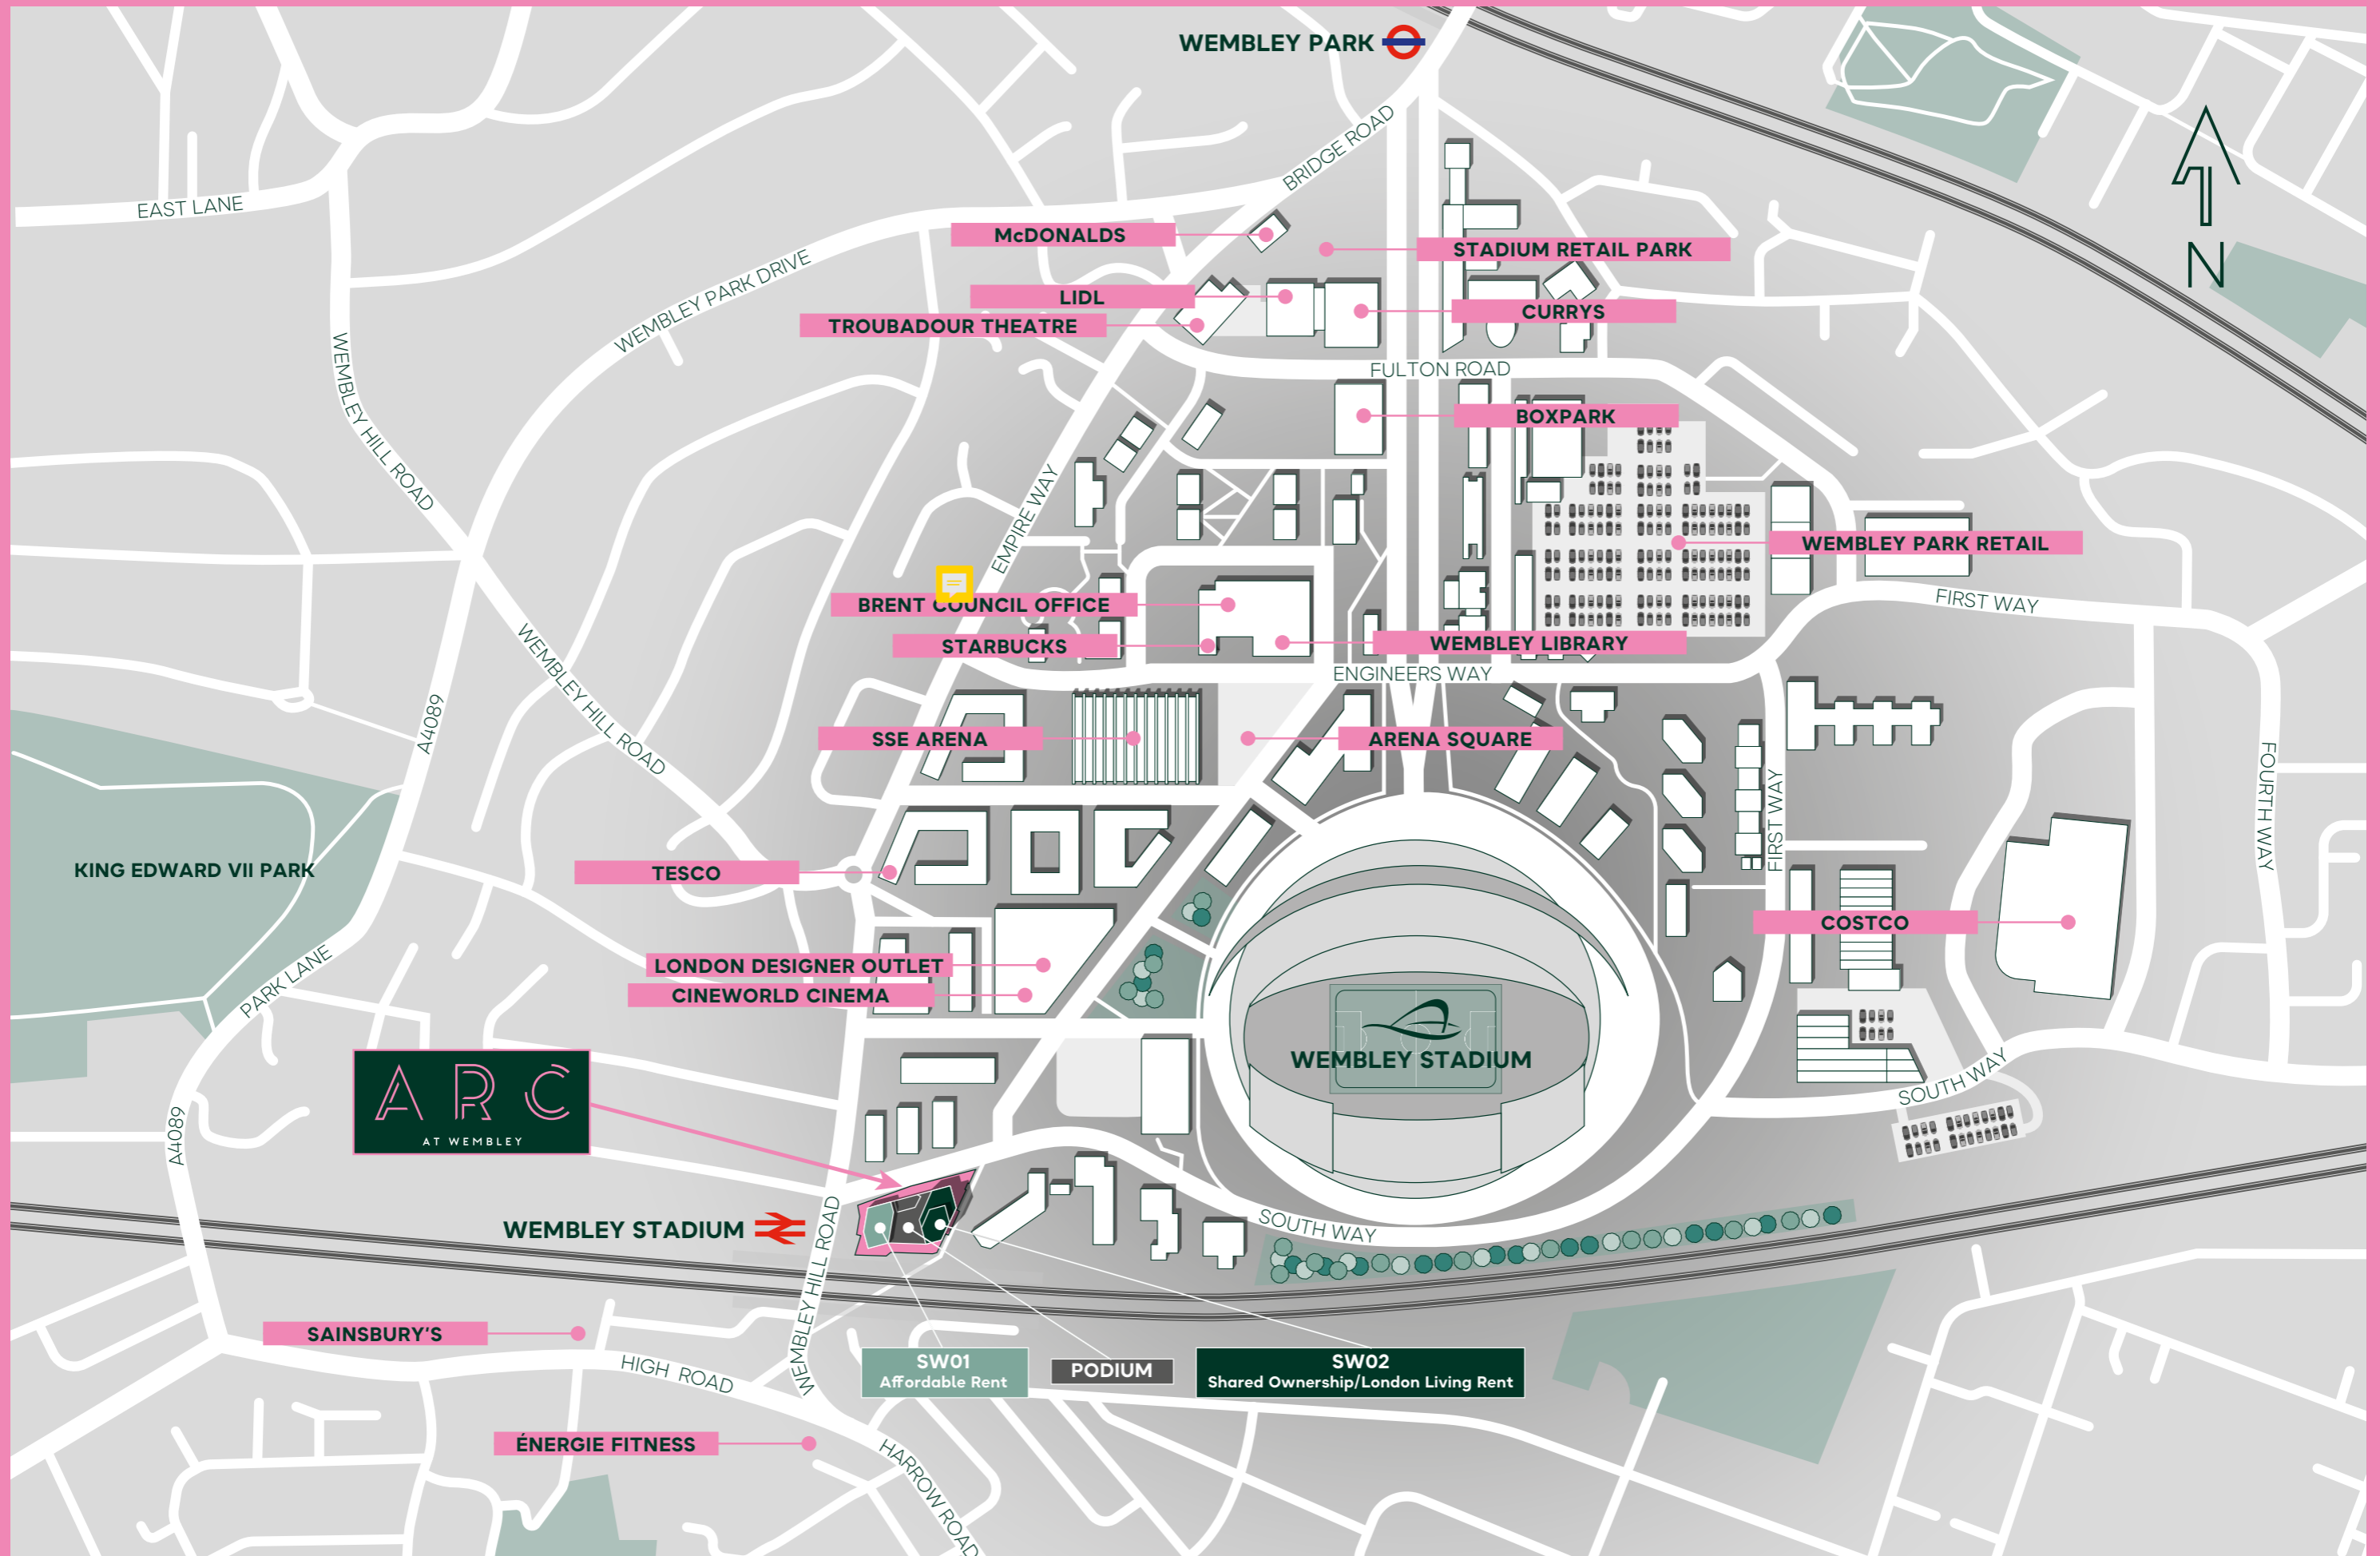 WEMBLEY PARK
BRIDGE ROAD
EAST LANE
McDONALDS
STADIUM RETAIL PARK
WEMBLEY PARK DRIVE
N
LIDL
CURRYS
TROUBADOUR THEATRE
WEMBLEY HILL ROAD
FULTON ROAD
BOXPARK
EMPIRE WAY
WEMBLEY PARK RETAIL
BRENT COUNCIL OFFICE
FIRST WAY
STARBUCKS
WEMBLEY LIBRARY
ENGINEERS WAY
WEMBLEY HILL ROAD
A4089
SSE ARENA
ARENA SQUARE
FIRST WAY
FOURTH WAY
KING EDWARD VII PARK
TESCO
COSTCO
PARK LANE
LONDON DESIGNER OUTLET
CINEWORLD CINEMA
WEMBLEY STADIUM
ARC
AT WEMBLEY
SOUTH WAY
A4089
WEMBLEY STADIUM
WEMBLEY HILL ROAD
SOUTH WAY
SAINSBURY'S
HIGH ROAD
WEMBLEY HILL ROAD
SW01
Affordable Rent
PODIUM
SW02
Shared Ownership/London Living Rent
ÉNERGIE FITNESS
HARROW ROAD